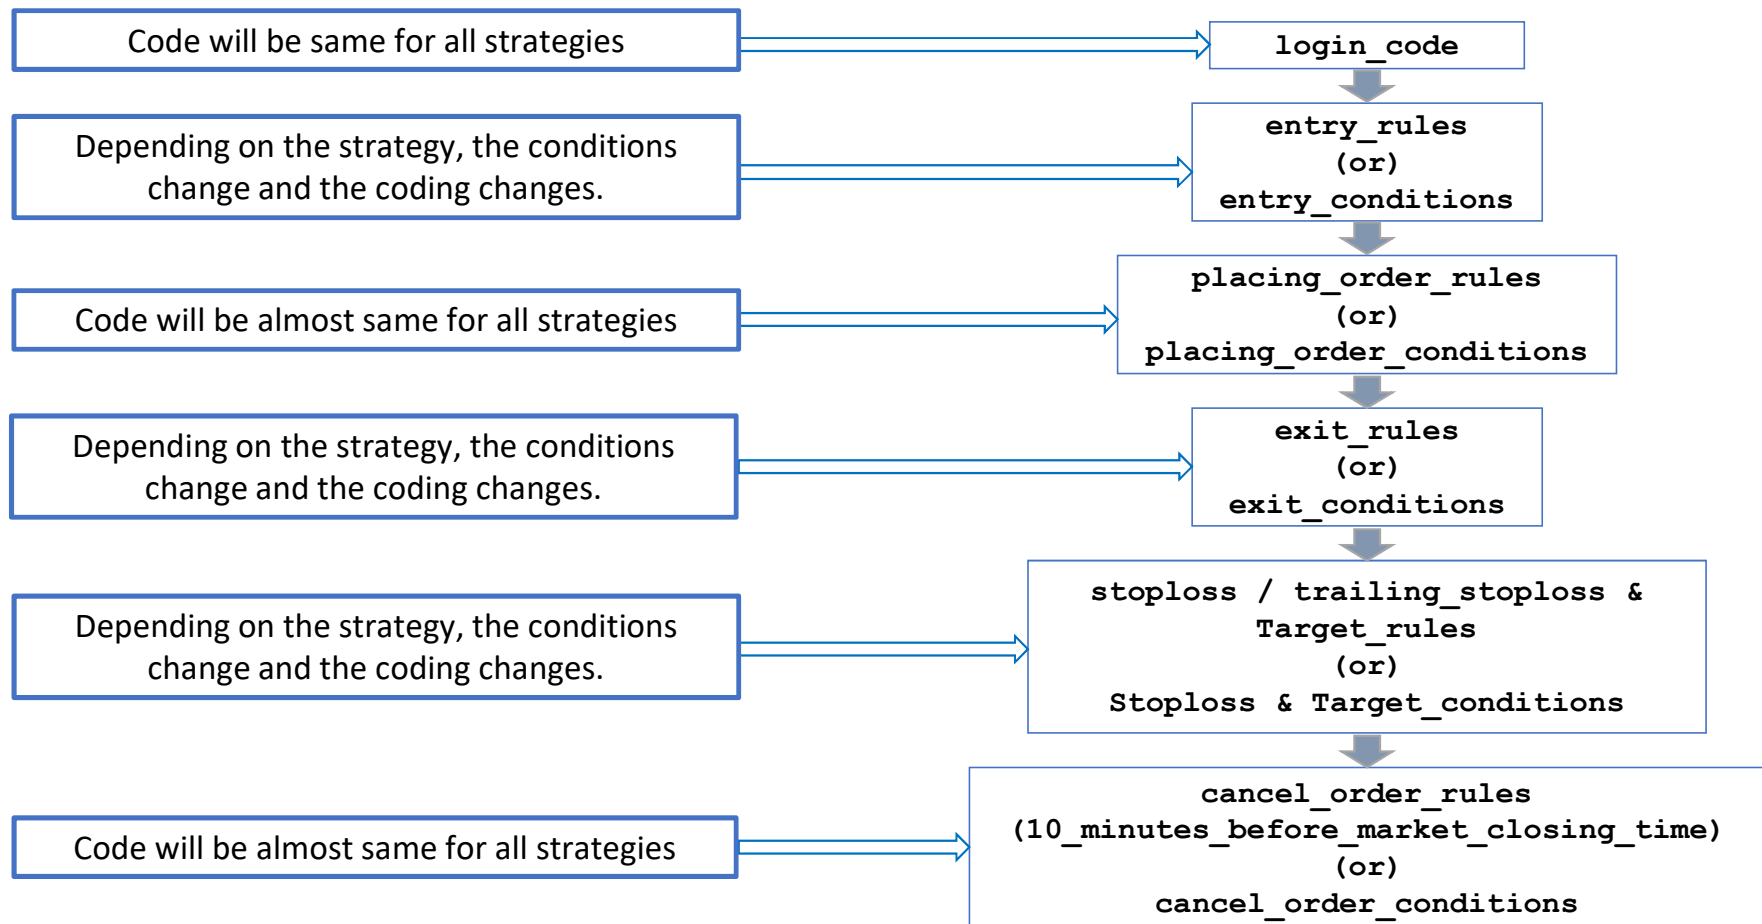 Code will be same for all strategies
login_code
Depending on the strategy, the conditions
change and the coding changes.
entry_rules
(or)
entry_conditions
Code will be almost same for all strategies
placing_order_rules
(or)
placing_order_conditions
Depending on the strategy, the conditions
change and the coding changes.
exit_rules
(or)
exit_conditions
Depending on the strategy, the conditions
change and the coding changes.
stoploss / trailing_stoploss &
Target_rules
(or)
Stoploss & Target_conditions
Code will be almost same for all strategies
cancel_order_rules
(10_minutes_before_market_closing_time)
(or)
cancel_order_conditions